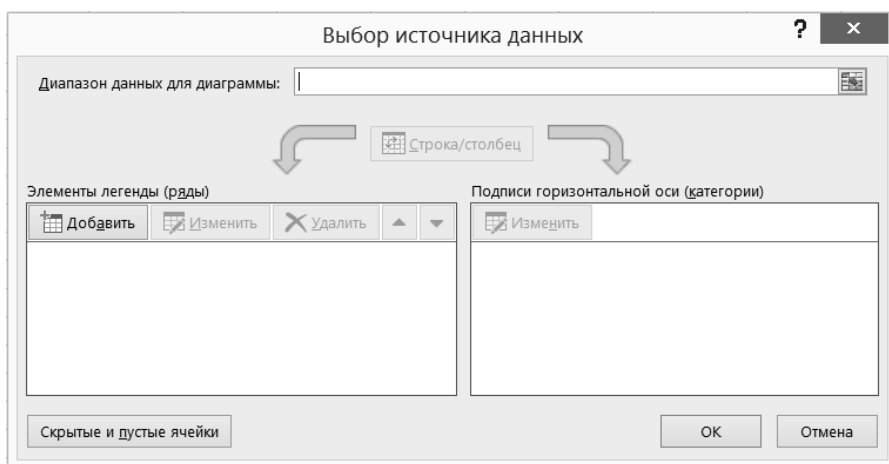 Выбор источника данных ? ×
Диапазон данных для диаграммы:
Строка/столбец
Элементы легенды (ряды)
Подписи горизонтальной оси (категории)
Добавить Изменить Удалить
Изменить
Скрытые и пустые ячейки
ОК Отмена